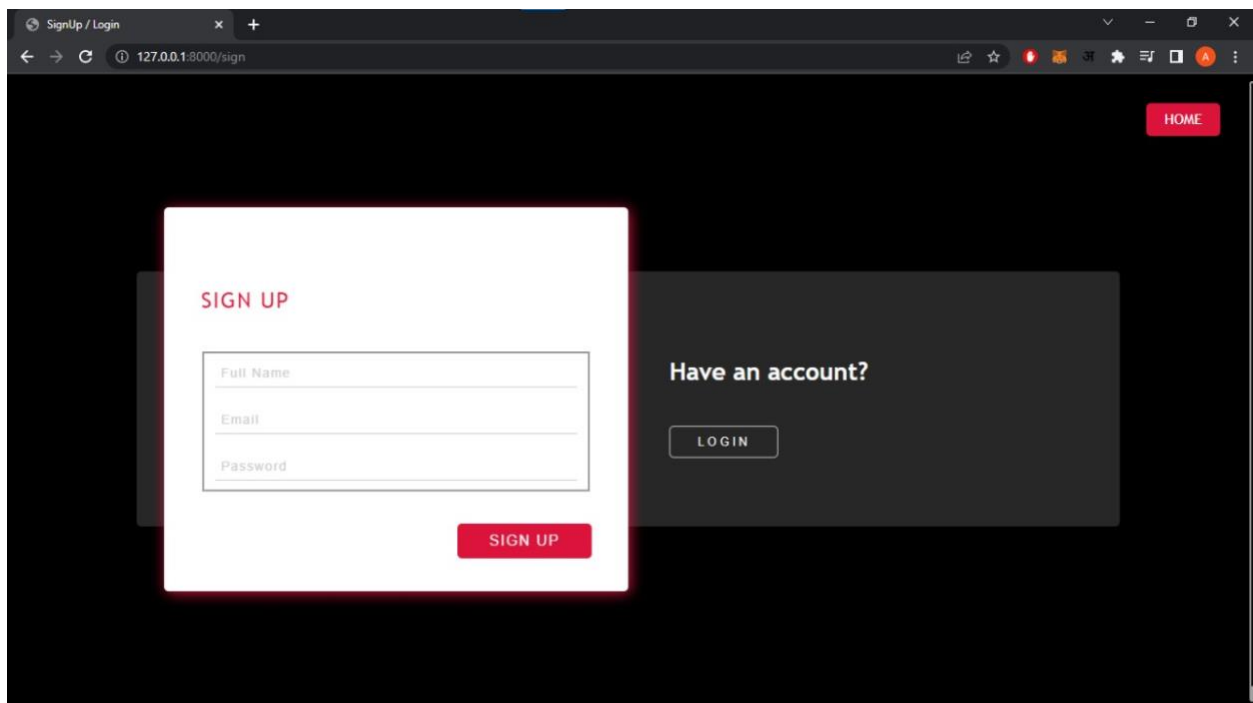 SignUp / Login
127.0.0.1:8000/sign
अ
A
HOME
SIGN UP
Full Name
Email
Password
SIGN UP
Have an account?
LOGIN